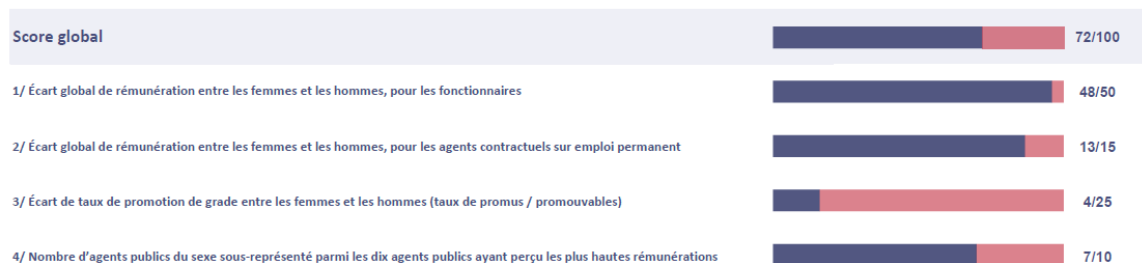 Score global 72/100
1/ Écart global de rémunération entre les femmes et les hommes, pour les fonctionnaires 48/50
2/ Écart global de rémunération entre les femmes et les hommes, pour les agents contractuels sur emploi permanent 13/15
3/ Écart de taux de promotion de grade entre les femmes et les hommes (taux de promus / promouvables) 4/25
4/ Nombre d'agents publics du sexe sous-représenté parmi les dix agents publics ayant perçu les plus hautes rémunérations 7/10